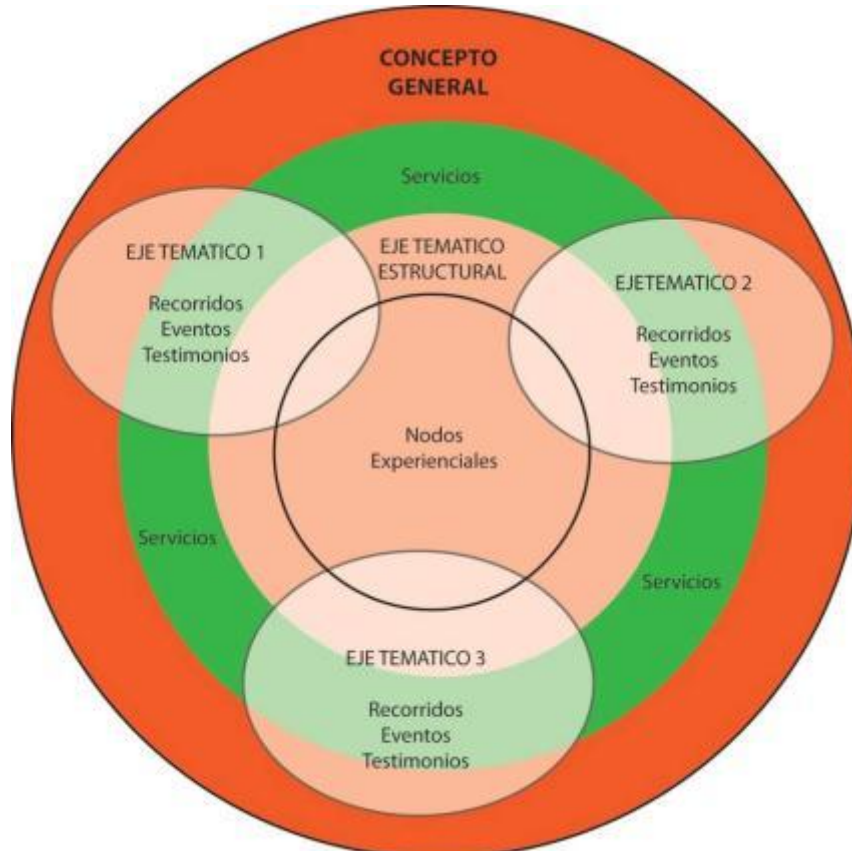 CONCEPTO
GENERAL
Servicios
EJE TEMATICO 1
Recorridos
Eventos
Testimonios
EJE TEMATICO
ESTRUCTURAL
EJETEMATICO 2
Recorridos
Eventos
Testimonios
Nodos
Experienciales
Servicios
Servicios
EJE TEMATICO 3
Recorridos
Eventos
Testimonios